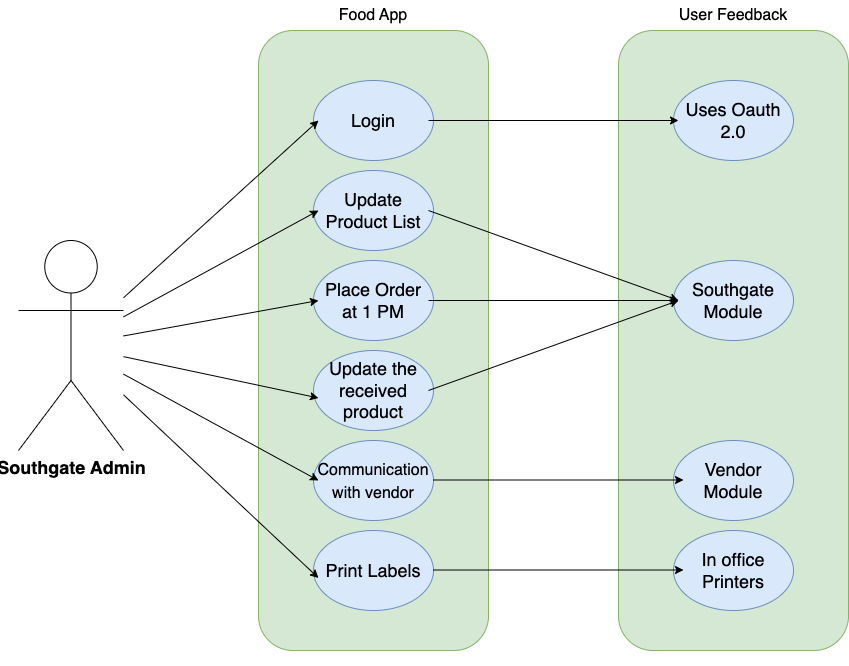 Food App
User Feedback
Login
Uses Oauth
2.0
Update
Product List
Place Order
at 1 PM
Southgate
Module
Update the
received
product
Southgate Admin
Communication
with vendor
Vendor
Module
Print Labels
In office
Printers